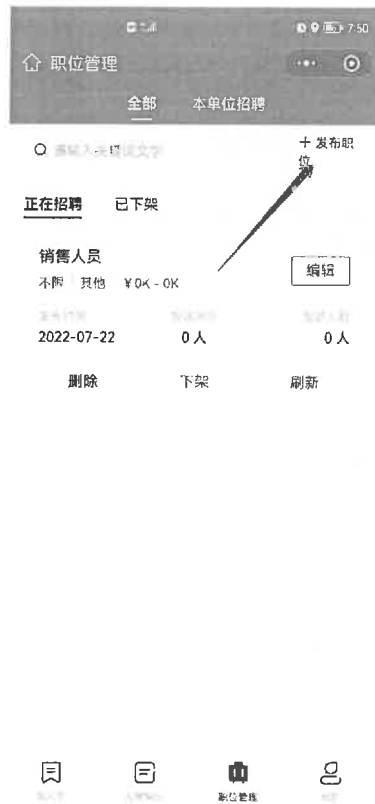 7:50
职位管理
全部 本单位招聘
+ 发布职
位
正在招聘 已下架
销售人员
编辑
不限 其他 ¥0K - 0K
2022-07-22 0人 0人
删除 下架 刷新
职位管理